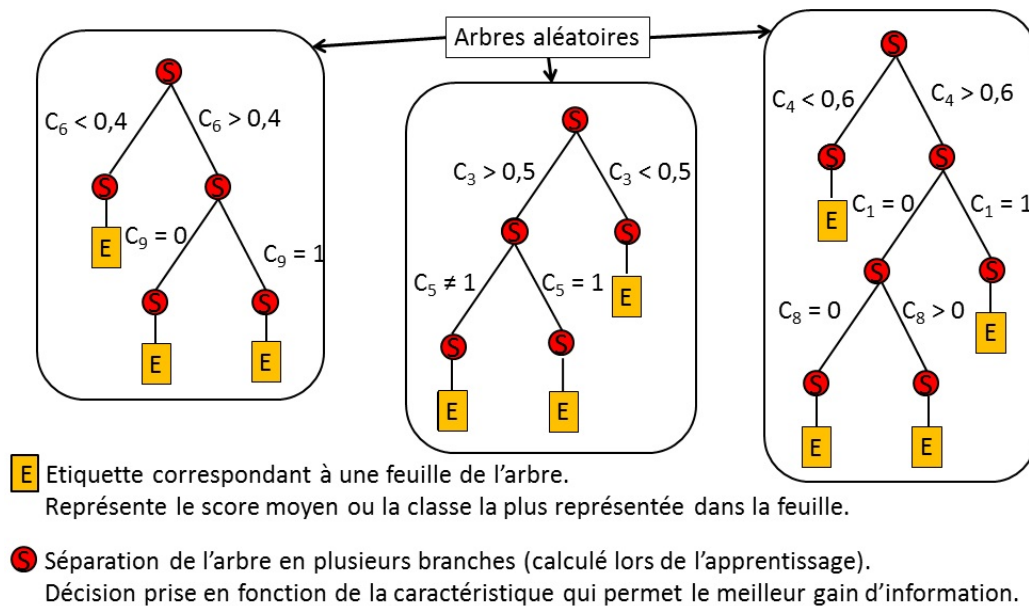 Arbres aléatoires
S
C₆ < 0,4
C₆ > 0,4
S
S
E
C₉ = 0
C₉ = 1
S
S
E
E
S
C₃ > 0,5
C₃ < 0,5
S
S
E
C₅ ≠ 1
C₅ = 1
S
S
E
E
S
C₄ < 0,6
C₄ > 0,6
S
S
E
C₁ = 0
C₁ = 1
S
S
E
C₈ = 0
C₈ > 0
S
S
E
E
E Etiquette correspondant à une feuille de l’arbre.
Représente le score moyen ou la classe la plus représentée dans la feuille.
S Séparation de l’arbre en plusieurs branches (calculé lors de l’apprentissage).
Décision prise en fonction de la caractéristique qui permet le meilleur gain d’information.